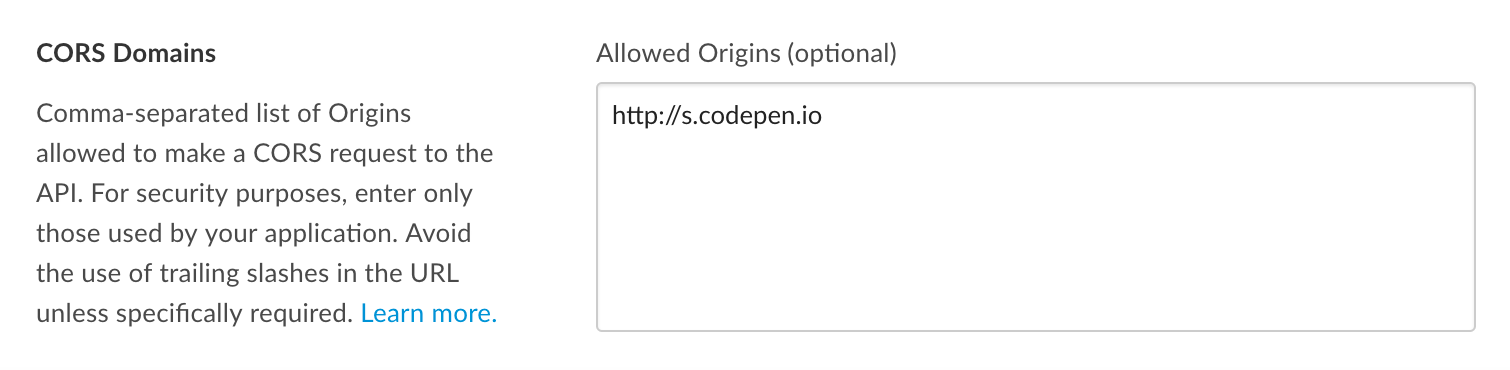 CORS Domains
Comma-separated list of Origins
allowed to make a CORS request to the
API. For security purposes, enter only
those used by your application. Avoid
the use of trailing slashes in the URL
unless specifically required. Learn more.
Allowed Origins (optional)
http://s.codepen.io